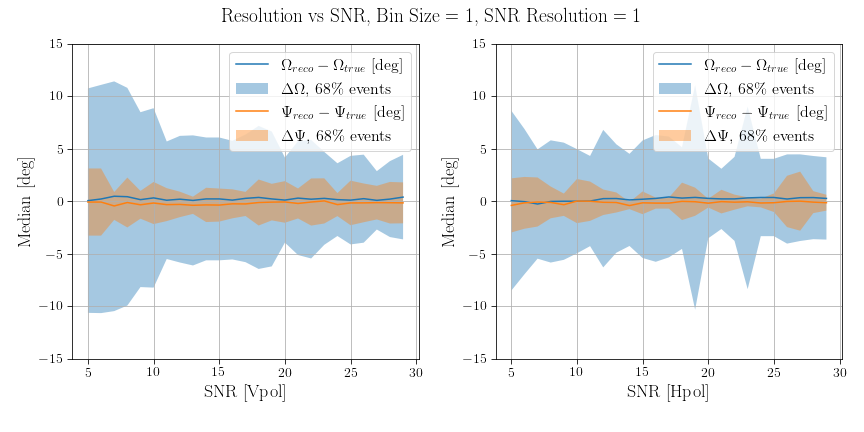 Resolution vs SNR, Bin Size = 1, SNR Resolution = 1
15
10
5
0
−5
−10
−15
Median [deg]
5
10
15
20
25
30
SNR [Vpol]
Ω_reco − Ω_true [deg]
ΔΩ, 68% events
Ψ_reco − Ψ_true [deg]
ΔΨ, 68% events
15
10
5
0
−5
−10
−15
Median [deg]
5
10
15
20
25
30
SNR [Hpol]
Ω_reco − Ω_true [deg]
ΔΩ, 68% events
Ψ_reco − Ψ_true [deg]
ΔΨ, 68% events